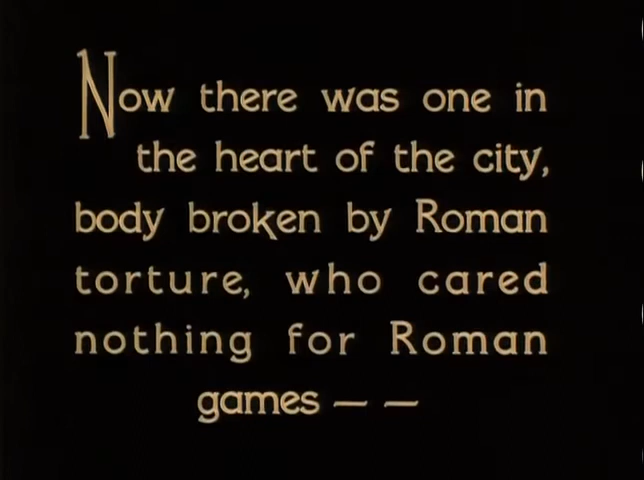 Now there was one in
the heart of the city,
body broken by Roman
torture, who cared
nothing for Roman
games — —